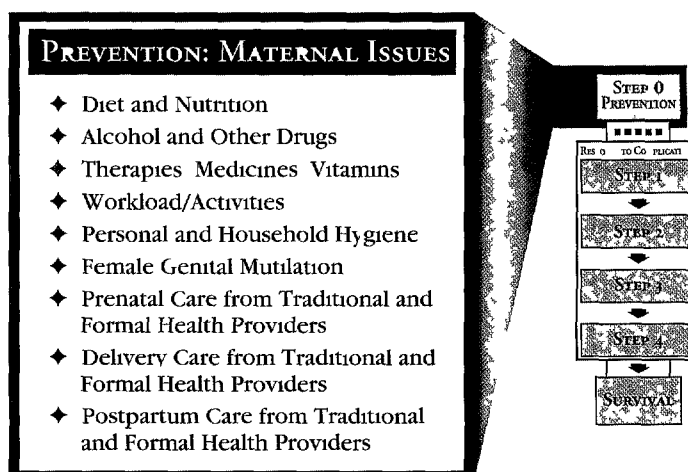 PREVENTION: MATERNAL ISSUES
Diet and Nutrition
Alcohol and Other Drugs
Therapies Medicines Vitamins
Workload/Activities
Personal and Household Hygiene
Female Genital Mutilation
Prenatal Care from Traditional and
Formal Health Providers
Delivery Care from Traditional and
Formal Health Providers
Postpartum Care from Traditional
and Formal Health Providers
STEP 0
PREVENTION
TO
STEP 1
STEP 2
STEP 3
STEP 4
SURVIVAL